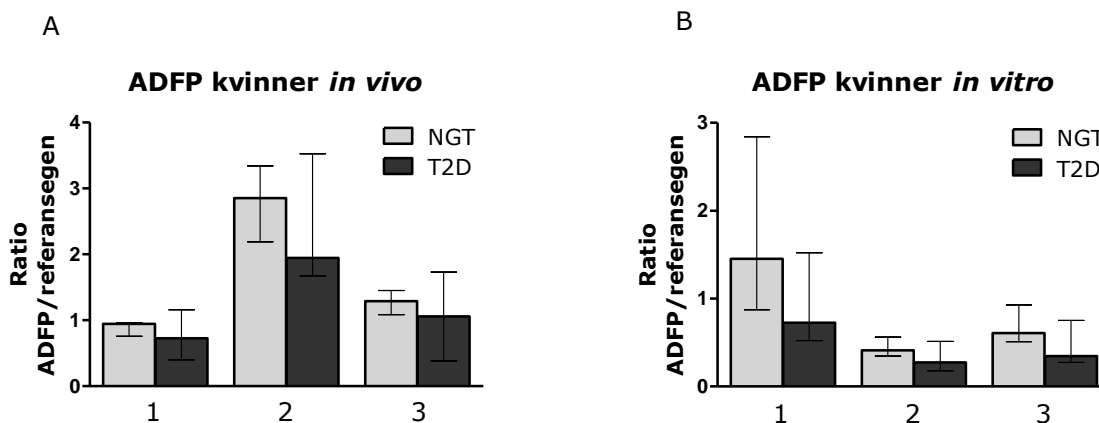 A
ADFP kvinner in vivo
Ratio
ADFP/referansegen
4
3
2
1
0
NGT
T2D
1 2 3
B
ADFP kvinner in vitro
Ratio
ADFP/referansegen
3
2
1
0
NGT
T2D
1 2 3